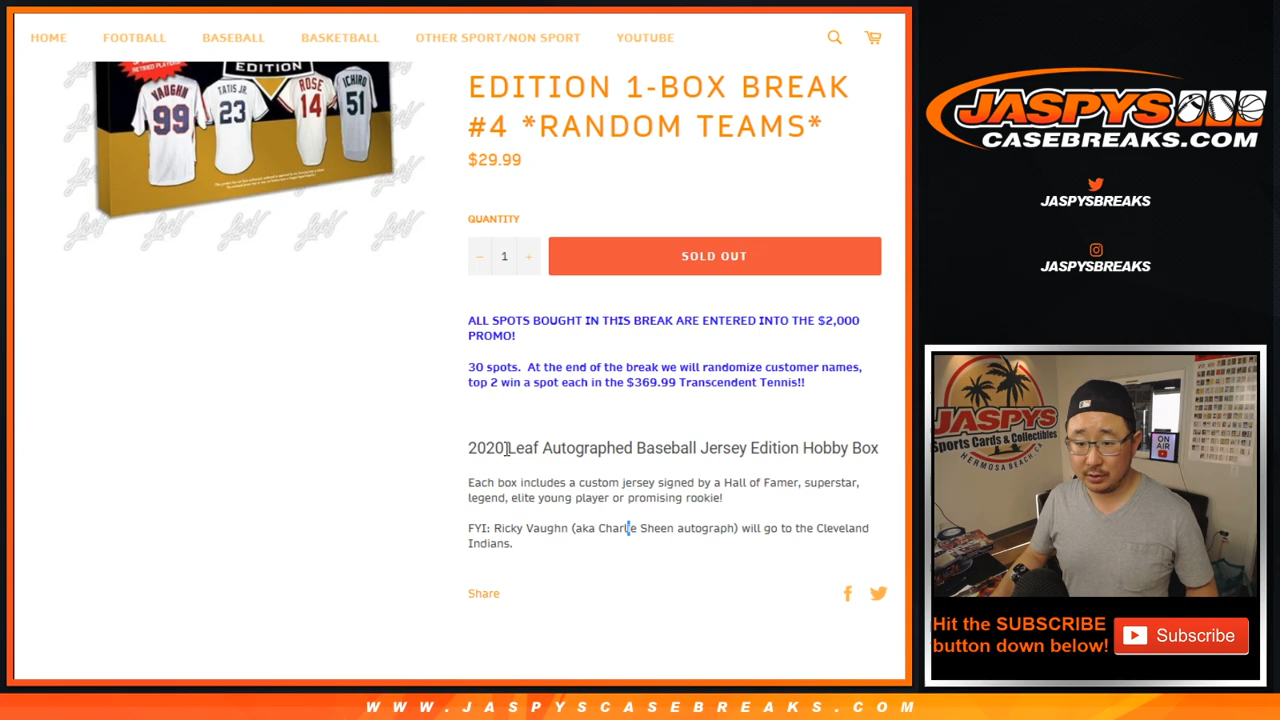 HOME FOOTBALL BASEBALL BASKETBALL OTHER SPORT/NON SPORT YOUTUBE
EDITION
VAUGHN
99
TATIS JR.
23
ROSE
14
ICHIRO
51
EDITION 1-BOX BREAK
#4 *RANDOM TEAMS*
$29.99
QUANTITY
− 1 +
SOLD OUT
ALL SPOTS BOUGHT IN THIS BREAK ARE ENTERED INTO THE $2,000
PROMO!
30 spots. At the end of the break we will randomize customer names,
top 2 win a spot each in the $369.99 Transcendent Tennis!!
2020 Leaf Autographed Baseball Jersey Edition Hobby Box
Each box includes a custom jersey signed by a Hall of Famer, superstar,
legend, elite young player or promising rookie!
FYI: Ricky Vaughn (aka Charlie Sheen autograph) will go to the Cleveland
Indians.
Share
JASPYS
CASEBREAKS.COM
JASPYSBREAKS
JASPYSBREAKS
JASPYS
Sports Cards & Collectibles
HERMOSA BEACH, CA
ON
AIR
Hit the SUBSCRIBE
button down below!
Subscribe
WWW.JASPYSCASEBREAKS.COM